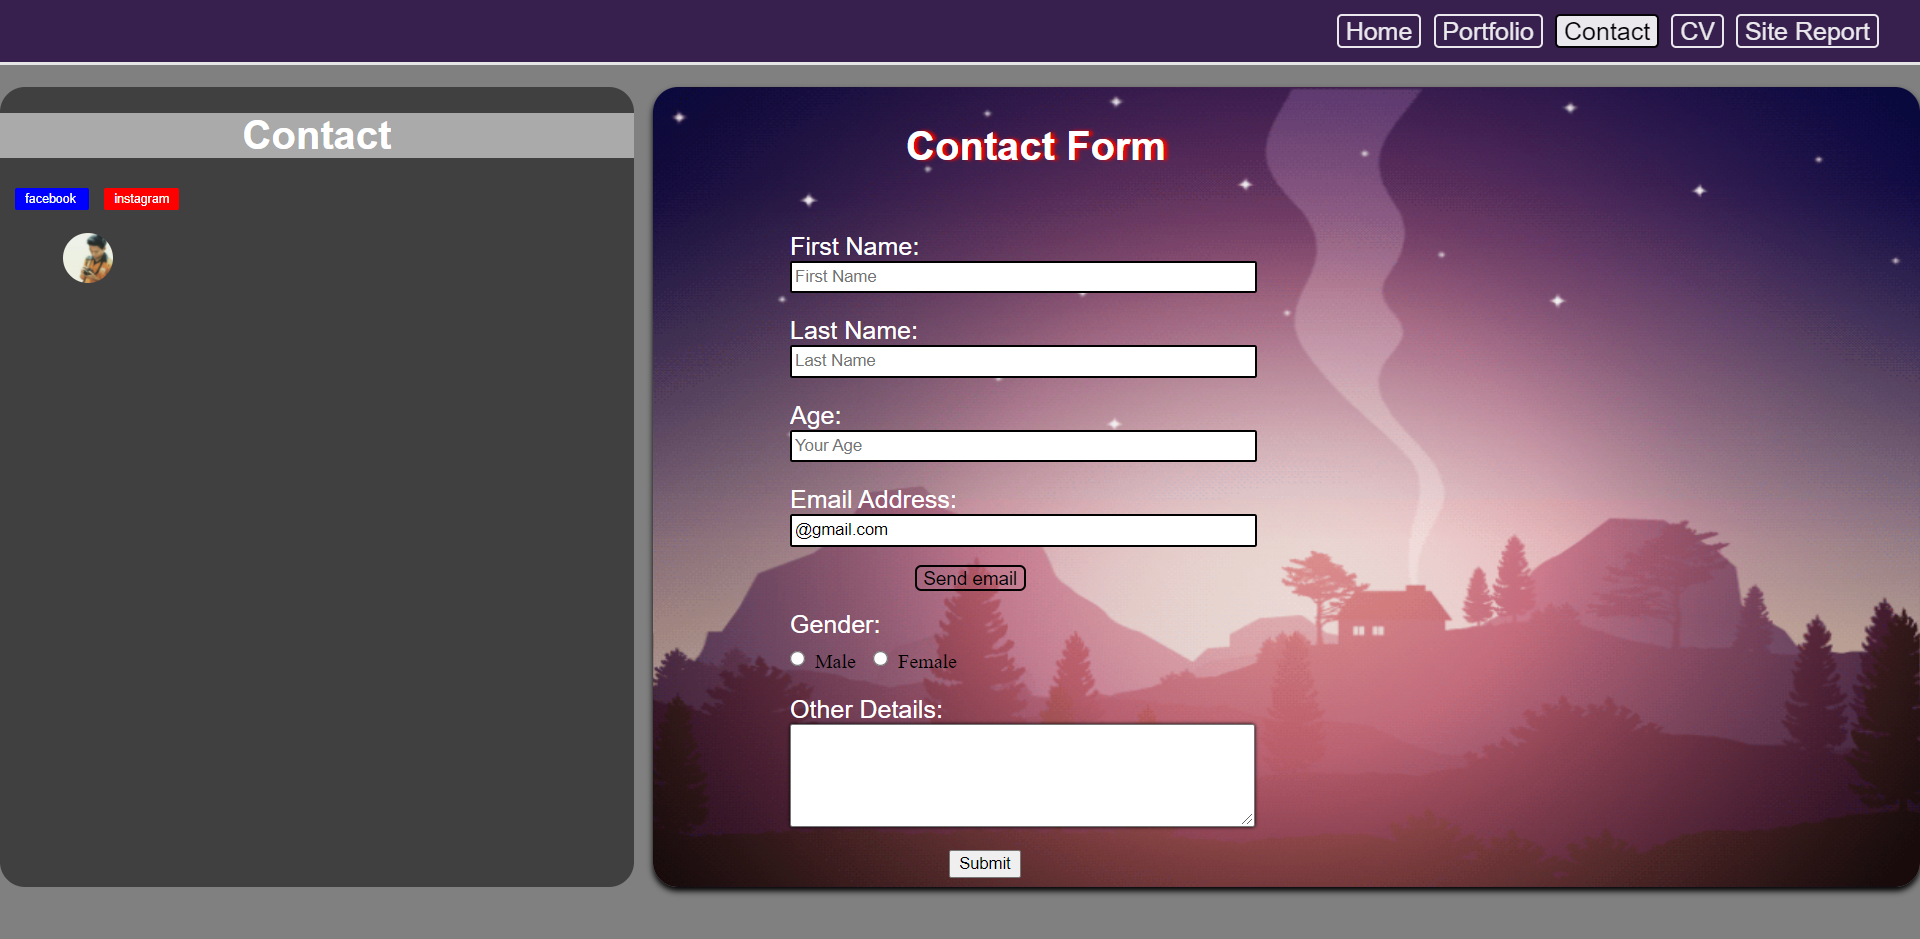 Home Portfolio Contact CV Site Report
Contact
facebook instagram
Contact Form
First Name:
First Name
Last Name:
Last Name
Age:
Your Age
Email Address:
@gmail.com
Send email
Gender:
Male Female
Other Details:
Submit